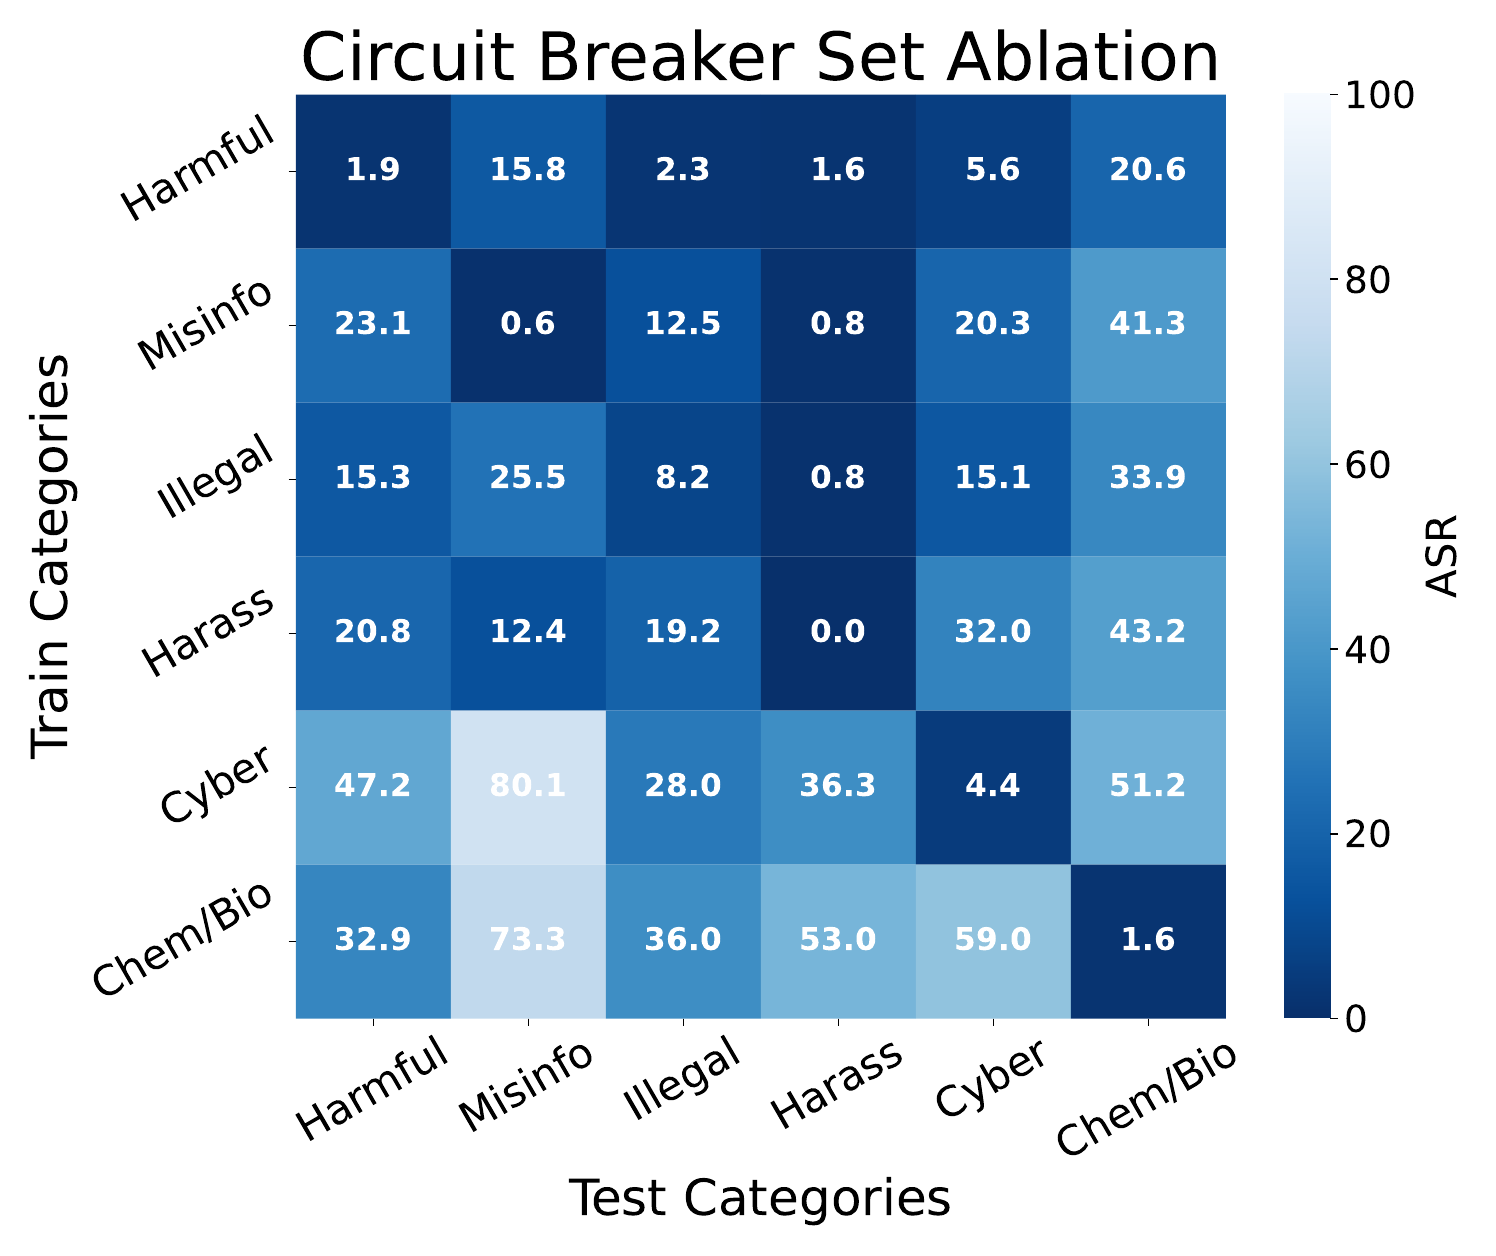 Circuit Breaker Set Ablation
Train Categories
Harmful 1.9 15.8 2.3 1.6 5.6 20.6
Misinfo 23.1 0.6 12.5 0.8 20.3 41.3
Illegal 15.3 25.5 8.2 0.8 15.1 33.9
Harass 20.8 12.4 19.2 0.0 32.0 43.2
Cyber 47.2 80.1 28.0 36.3 4.4 51.2
Chem/Bio 32.9 73.3 36.0 53.0 59.0 1.6
Harmful Misinfo Illegal Harass Cyber Chem/Bio
Test Categories
100
80
60
40
20
0
ASR